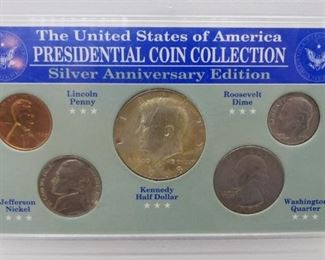 The United States of America
PRESIDENTIAL COIN COLLECTION
Silver Anniversary Edition
Lincoln
Penny
Roosevelt
Dime
Jefferson
Nickel
Kennedy
Half Dollar
Washington
Quarter